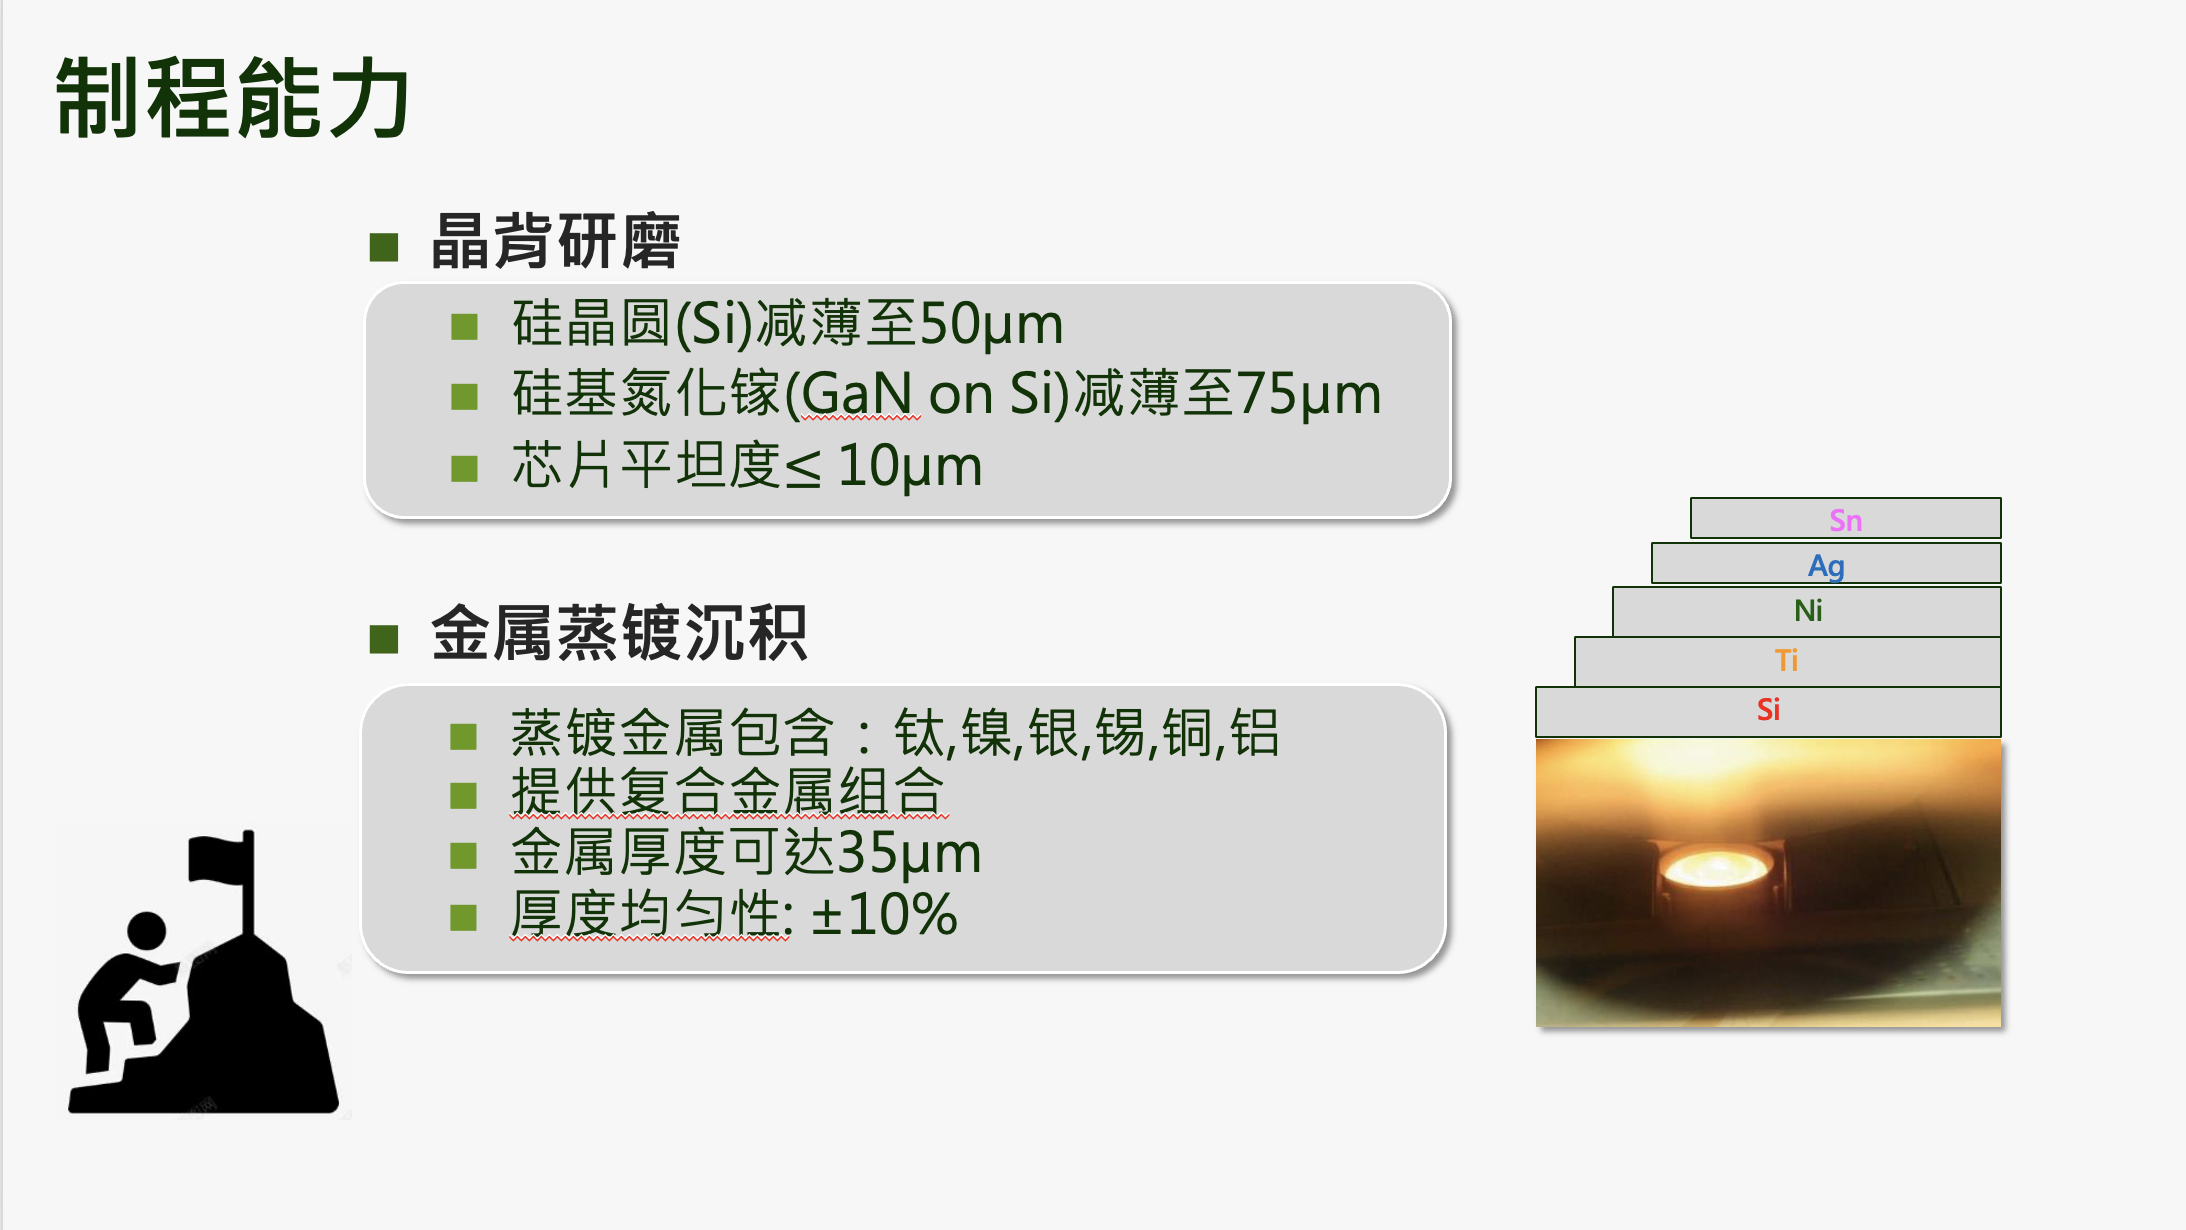 制程能力
晶背研磨
硅晶圆(Si)减薄至50μm
硅基氮化镓(GaN on Si)减薄至75μm
芯片平坦度≤ 10μm
金属蒸镀沉积
蒸镀金属包含：钛,镍,银,锡,铜,铝
提供复合金属组合
金属厚度可达35μm
厚度均匀性: ±10%
Sn
Ag
Ni
Ti
Si